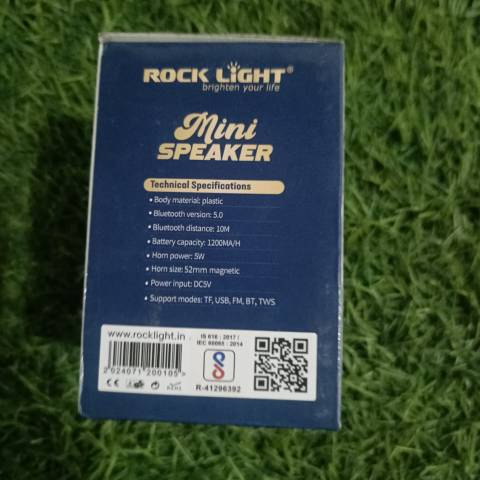 ROCK LIGHT®
brighten your life
Mini
SPEAKER
Technical Specifications
• Body material: plastic
• Bluetooth version: 5.0
• Bluetooth distance: 10M
• Battery capacity: 1200MA/H
• Horn power: 5W
• Horn size: 52mm magnetic
• Power input: DC5V
• Support modes: TF, USB, FM, BT, TWS
www.rocklight.in
IS 616 : 2017 /
IEC 60065 : 2014
2024071200105>
R-41296392